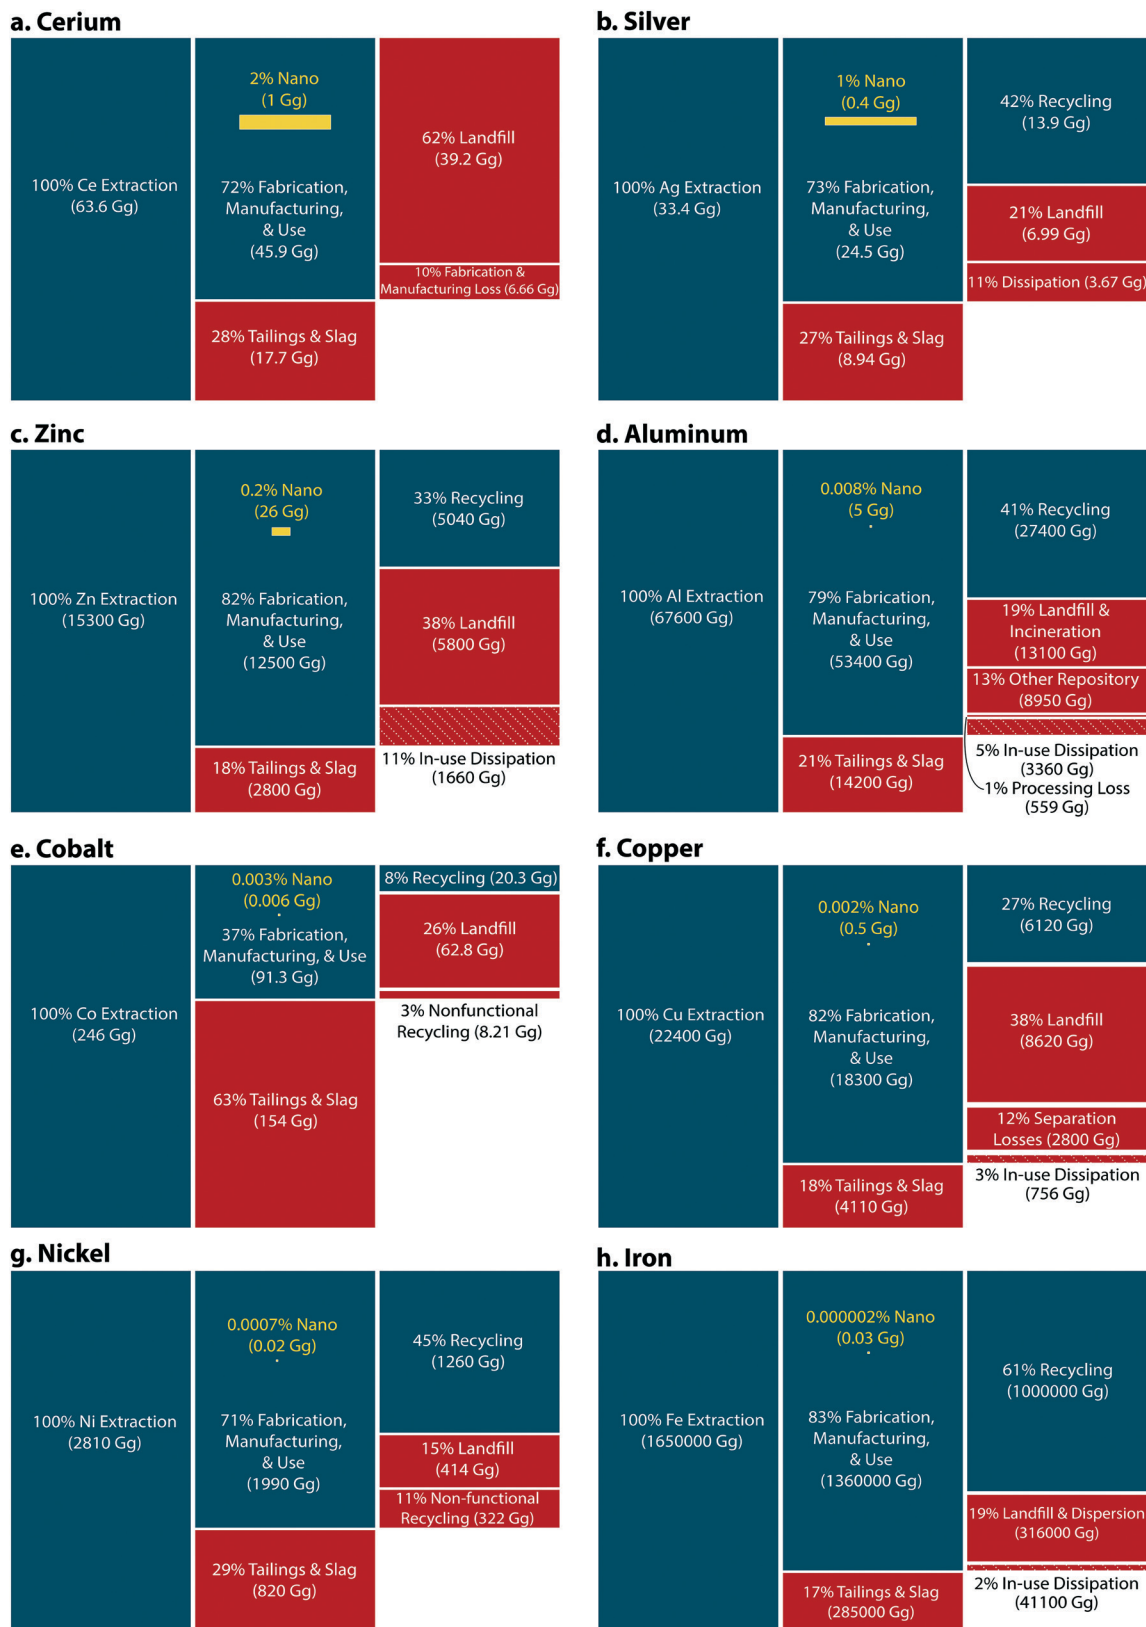 a. Cerium
100% Ce Extraction
(63.6 Gg)
2% Nano
(1 Gg)
72% Fabrication,
Manufacturing,
& Use
(45.9 Gg)
28% Tailings & Slag
(17.7 Gg)
62% Landfill
(39.2 Gg)
10% Fabrication &
Manufacturing Loss (6.66 Gg)
b. Silver
100% Ag Extraction
(33.4 Gg)
1% Nano
(0.4 Gg)
73% Fabrication,
Manufacturing,
& Use
(24.5 Gg)
27% Tailings & Slag
(8.94 Gg)
42% Recycling
(13.9 Gg)
21% Landfill
(6.99 Gg)
11% Dissipation (3.67 Gg)
c. Zinc
100% Zn Extraction
(15300 Gg)
0.2% Nano
(26 Gg)
82% Fabrication,
Manufacturing,
& Use
(12500 Gg)
18% Tailings & Slag
(2800 Gg)
33% Recycling
(5040 Gg)
38% Landfill
(5800 Gg)
11% In-use Dissipation
(1660 Gg)
d. Aluminum
100% Al Extraction
(67600 Gg)
0.008% Nano
(5 Gg)
79% Fabrication,
Manufacturing,
& Use
(53400 Gg)
21% Tailings & Slag
(14200 Gg)
41% Recycling
(27400 Gg)
19% Landfill &
Incineration
(13100 Gg)
13% Other Repository
(8950 Gg)
5% In-use Dissipation
(3360 Gg)
1% Processing Loss
(559 Gg)
e. Cobalt
100% Co Extraction
(246 Gg)
0.003% Nano
(0.006 Gg)
37% Fabrication,
Manufacturing, & Use
(91.3 Gg)
63% Tailings & Slag
(154 Gg)
8% Recycling (20.3 Gg)
26% Landfill
(62.8 Gg)
3% Nonfunctional
Recycling (8.21 Gg)
f. Copper
100% Cu Extraction
(22400 Gg)
0.002% Nano
(0.5 Gg)
82% Fabrication,
Manufacturing,
& Use
(18300 Gg)
18% Tailings & Slag
(4110 Gg)
27% Recycling
(6120 Gg)
38% Landfill
(8620 Gg)
12% Separation
Losses (2800 Gg)
3% In-use Dissipation
(756 Gg)
g. Nickel
100% Ni Extraction
(2810 Gg)
0.0007% Nano
(0.02 Gg)
71% Fabrication,
Manufacturing,
& Use
(1990 Gg)
29% Tailings & Slag
(820 Gg)
45% Recycling
(1260 Gg)
15% Landfill
(414 Gg)
11% Non-functional
Recycling (322 Gg)
h. Iron
100% Fe Extraction
(1650000 Gg)
0.000002% Nano
(0.03 Gg)
83% Fabrication,
Manufacturing,
& Use
(1360000 Gg)
17% Tailings & Slag
(285000 Gg)
61% Recycling
(1000000 Gg)
19% Landfill & Dispersion
(316000 Gg)
2% In-use Dissipation
(41100 Gg)